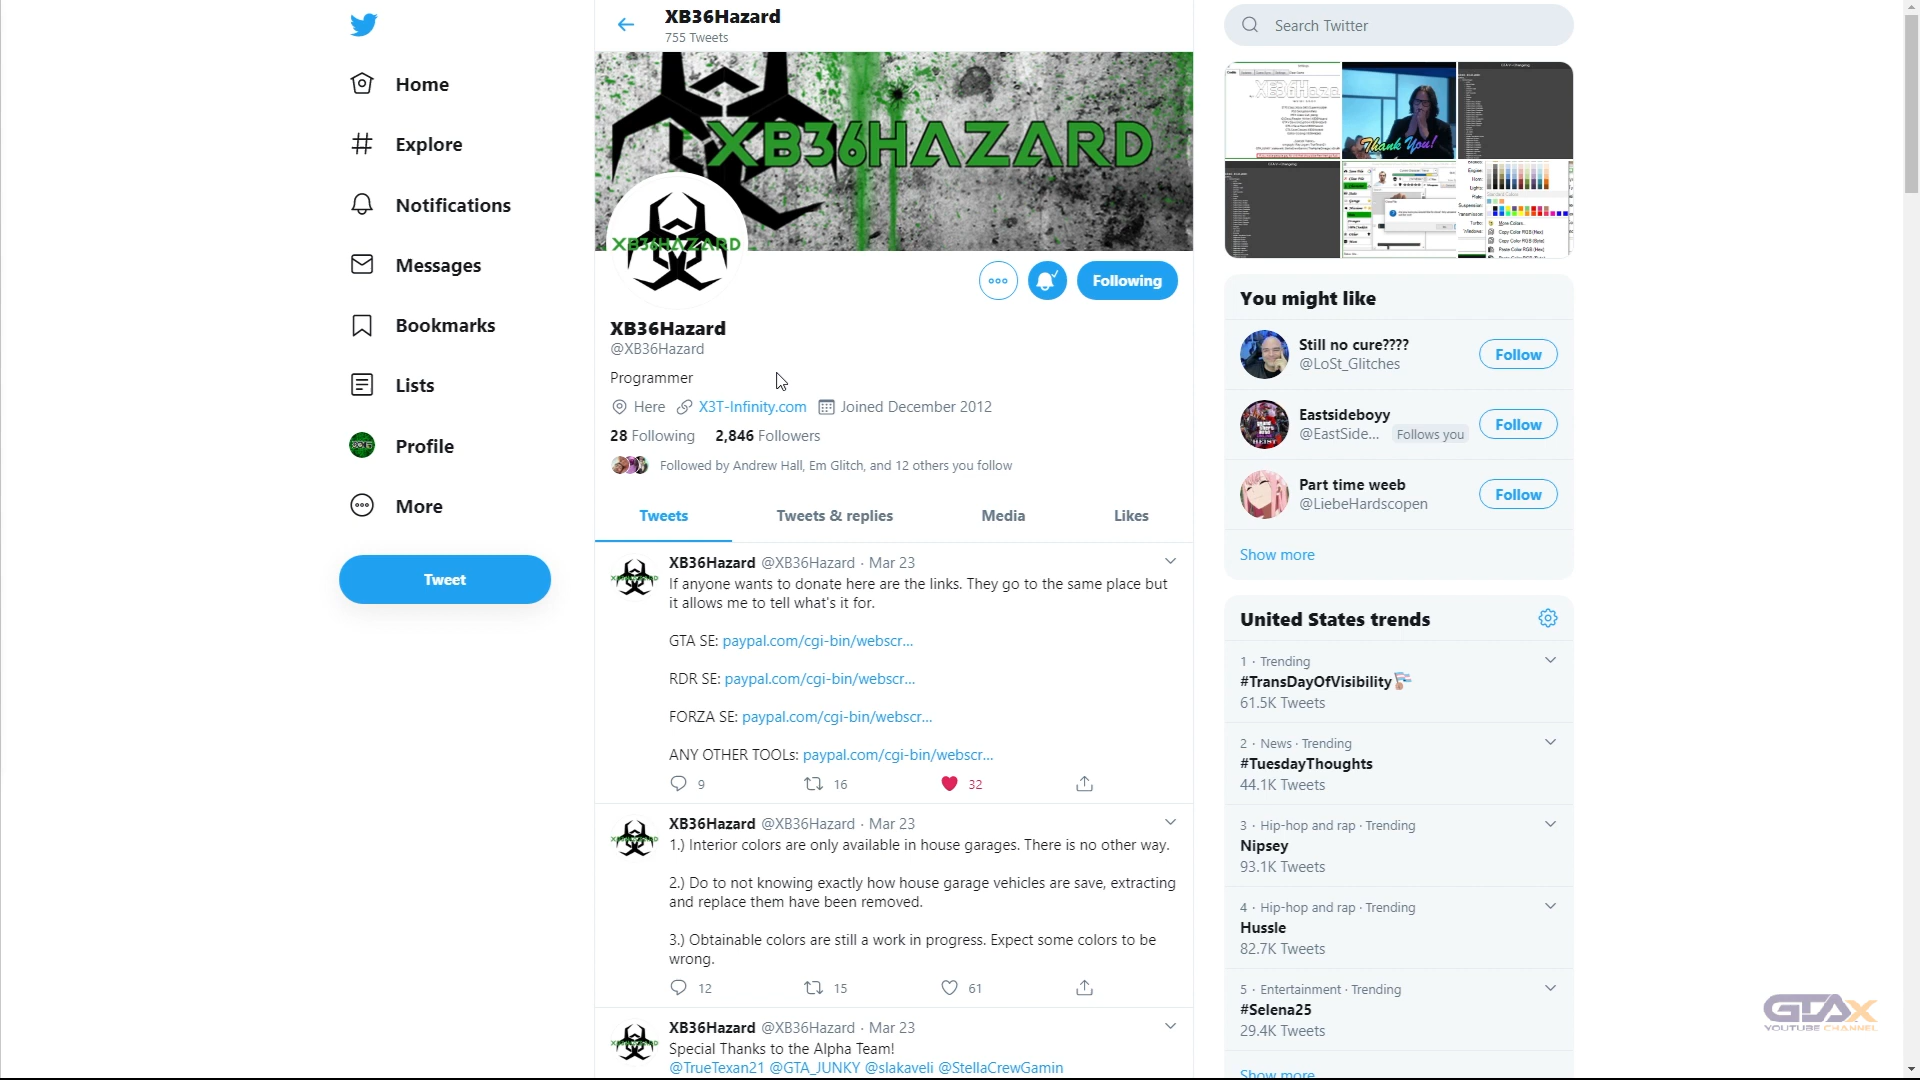 Home
Explore
Notifications
Messages
Bookmarks
Lists
Profile
More
Tweet
XB36Hazard
755 Tweets
XB36HAZARD
XB36HAZARD
Following
XB36Hazard
@XB36Hazard
Programmer
Here X3T-Infinity.com Joined December 2012
28 Following 2,846 Followers
Followed by Andrew Hall, Em Glitch, and 12 others you follow
Tweets Tweets & replies Media Likes
XB36Hazard @XB36Hazard · Mar 23
If anyone wants to donate here are the links. They go to the same place but
it allows me to tell what's it for.
GTA SE: paypal.com/cgi-bin/webscr...
RDR SE: paypal.com/cgi-bin/webscr...
FORZA SE: paypal.com/cgi-bin/webscr...
ANY OTHER TOOLs: paypal.com/cgi-bin/webscr...
9 16 32
XB36Hazard @XB36Hazard · Mar 23
1.) Interior colors are only available in house garages. There is no other way.
2.) Do to not knowing exactly how house garage vehicles are save, extracting
and replace them have been removed.
3.) Obtainable colors are still a work in progress. Expect some colors to be
wrong.
12 15 61
XB36Hazard @XB36Hazard · Mar 23
Special Thanks to the Alpha Team!
@TrueTexan21 @GTA_JUNKY @slakaveli @StellaCrewGamin
Search Twitter
Thank You!
More Colors...
Copy Color RGB (Hex)
You might like
Still no cure????
@LoSt_Glitches
Follow
Eastsideboyy
@EastSide... Follows you
Follow
Part time weeb
@LiebeHardscopen
Follow
Show more
United States trends
1 · Trending
#TransDayOfVisibility
61.5K Tweets
2 · News · Trending
#TuesdayThoughts
44.1K Tweets
3 · Hip-hop and rap · Trending
Nipsey
93.1K Tweets
4 · Hip-hop and rap · Trending
Hussle
82.7K Tweets
5 · Entertainment · Trending
#Selena25
29.4K Tweets
Show more
GTAX
YOUTUBE CHANNEL